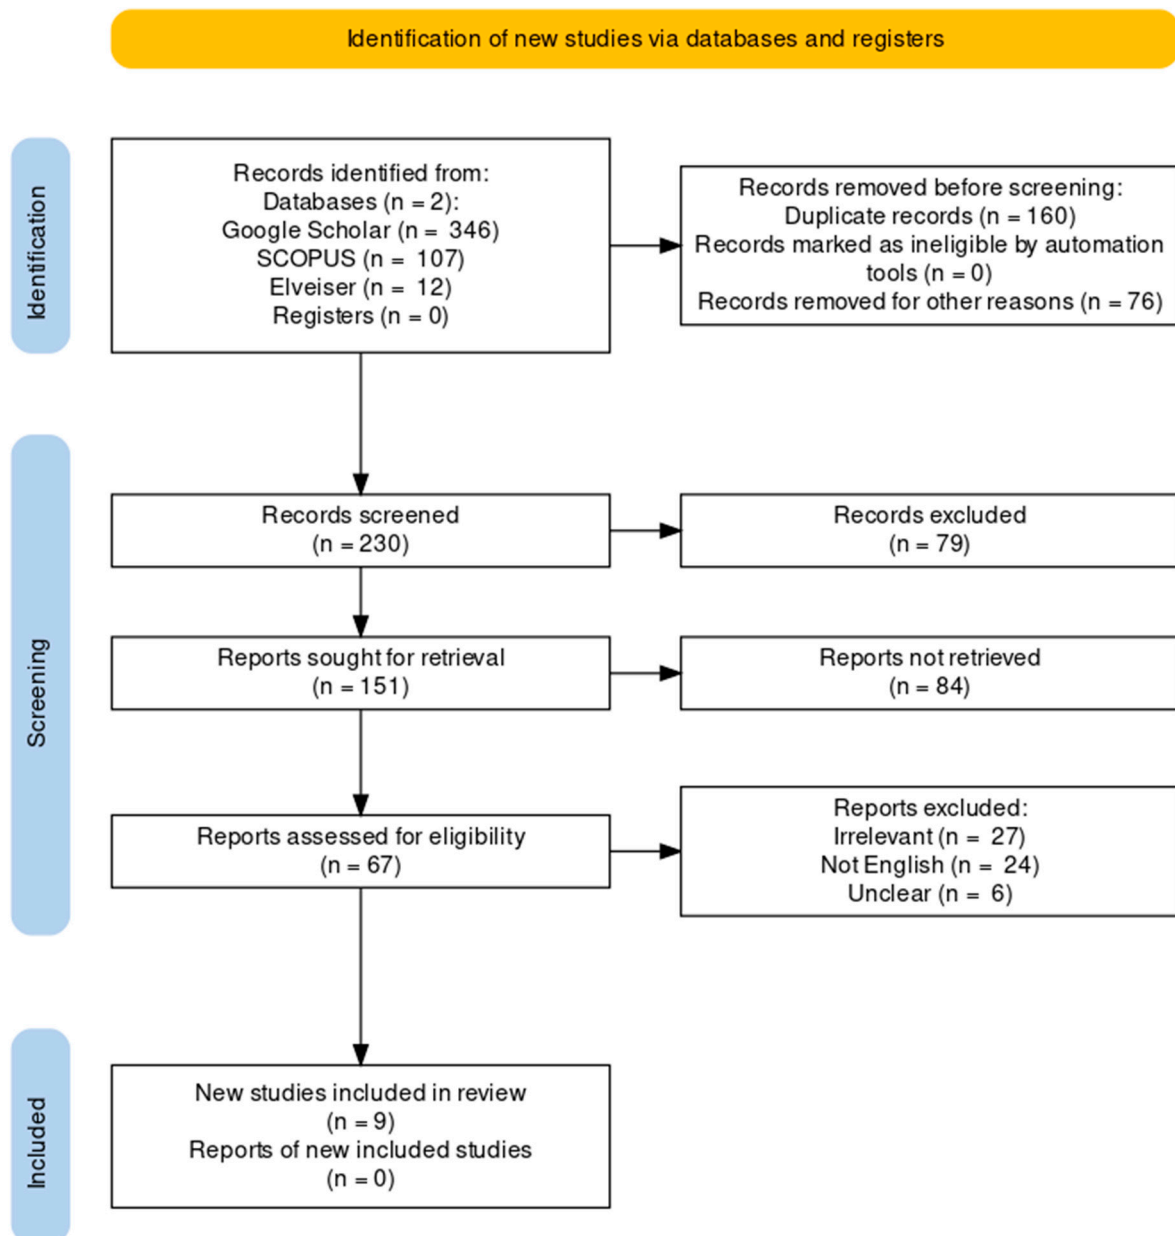 Identification of new studies via databases and registers
Identification
Records identified from:
Databases (n = 2):
Google Scholar (n = 346)
SCOPUS (n = 107)
Elveiser (n = 12)
Registers (n = 0)
Records removed before screening:
Duplicate records (n = 160)
Records marked as ineligible by automation
tools (n = 0)
Records removed for other reasons (n = 76)
Screening
Records screened
(n = 230)
Records excluded
(n = 79)
Reports sought for retrieval
(n = 151)
Reports not retrieved
(n = 84)
Reports assessed for eligibility
(n = 67)
Reports excluded:
Irrelevant (n = 27)
Not English (n = 24)
Unclear (n = 6)
Included
New studies included in review
(n = 9)
Reports of new included studies
(n = 0)